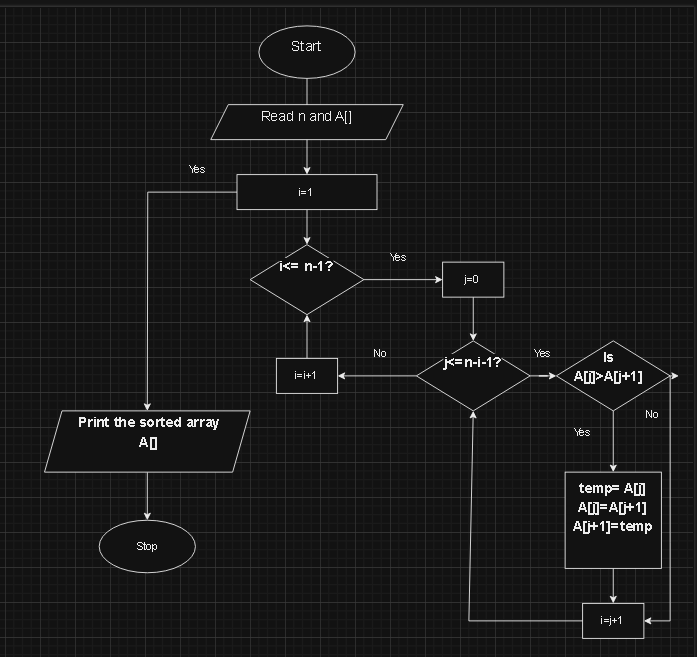 Start
Read n and A[]
Yes
i=1
i<= n-1?
Yes
j=0
No
j<=n-i-1?
Yes
Is
A[j]>A[j+1]
i=i+1
No
Yes
Print the sorted array
A[]
temp= A[j]
A[j]=A[j+1]
A[j+1]=temp
Stop
i=j+1